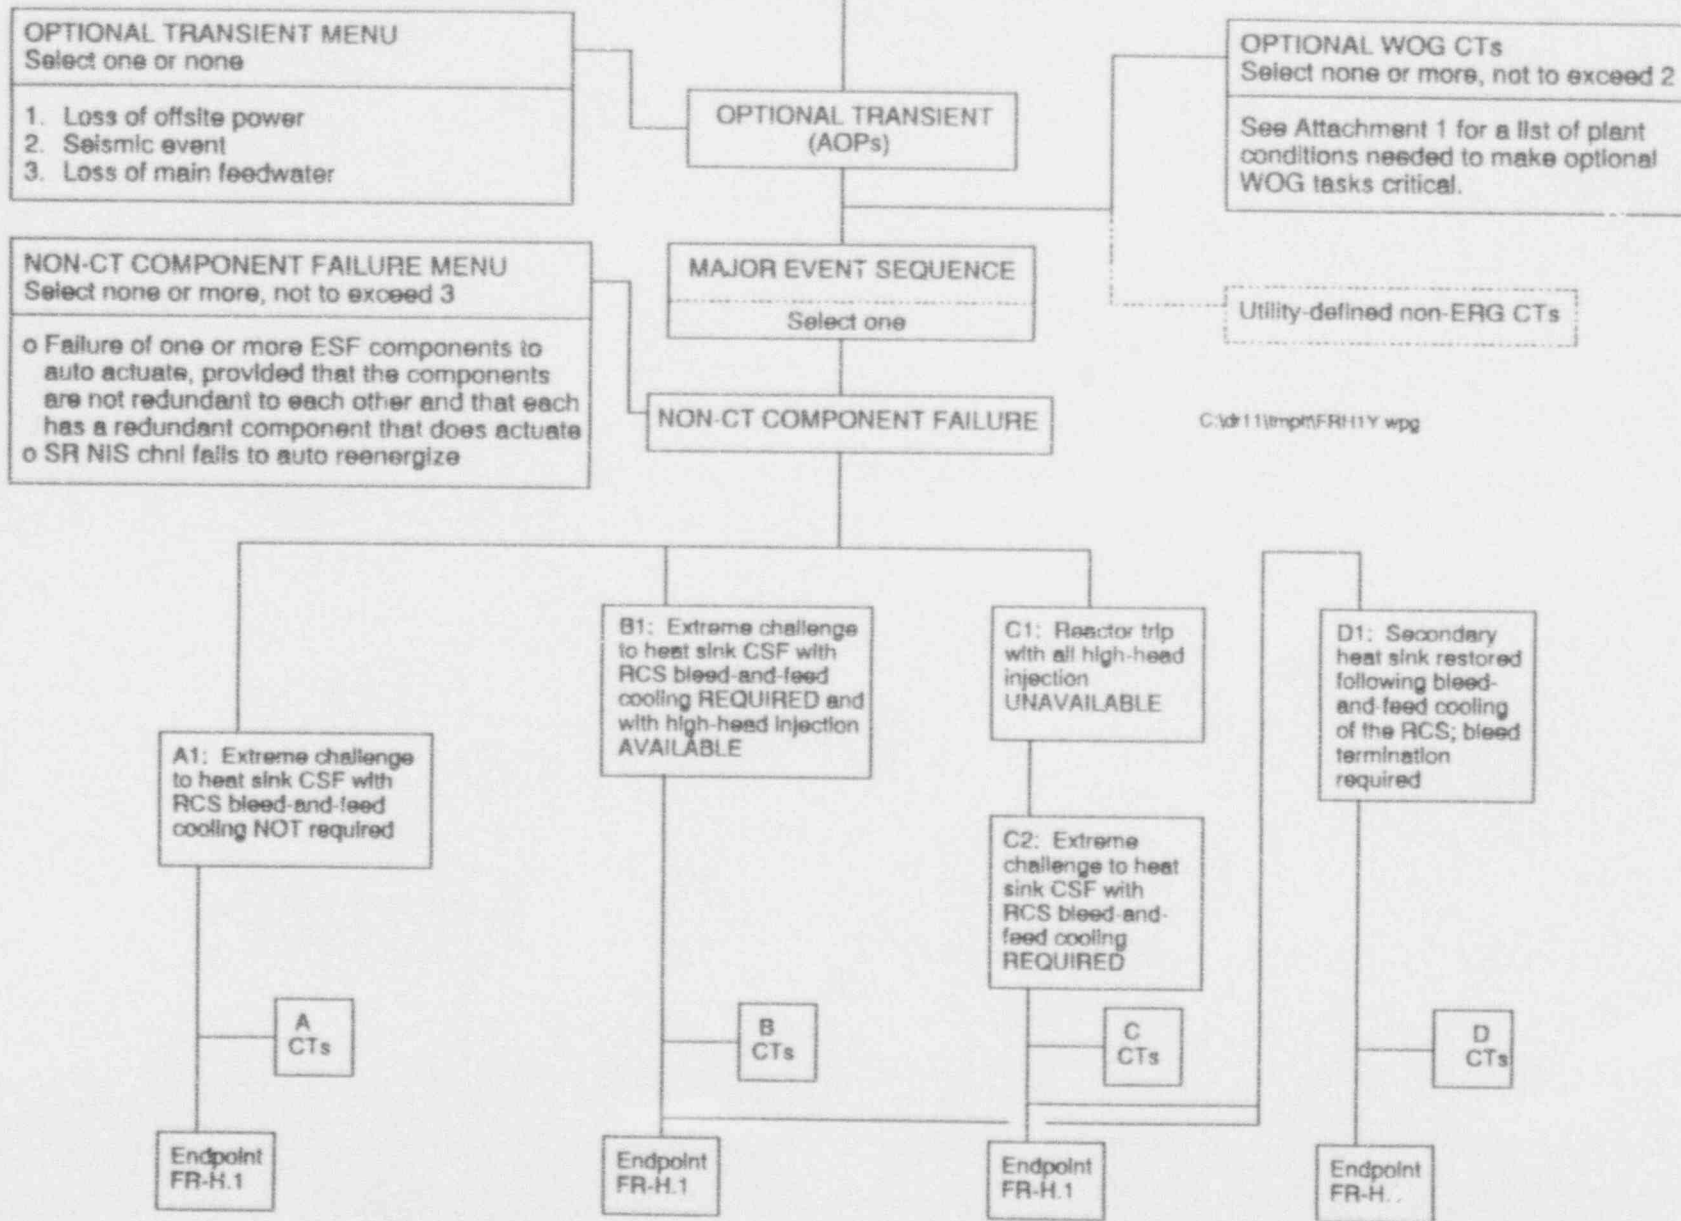 OPTIONAL TRANSIENT MENU
Select one or none
1. Loss of offsite power
2. Seismic event
3. Loss of main feedwater
OPTIONAL TRANSIENT
(AOPs)
OPTIONAL WOG CTs
Select none or more, not to exceed 2
See Attachment 1 for a list of plant
conditions needed to make optional
WOG tasks critical.
NON-CT COMPONENT FAILURE MENU
Select none or more, not to exceed 3
o Failure of one or more ESF components to
auto actuate, provided that the components
are not redundant to each other and that each
has a redundant component that does actuate
o SR NIS chnl fails to auto reenergize
MAJOR EVENT SEQUENCE
Select one
Utility-defined non-ERG CTs
NON-CT COMPONENT FAILURE
A1: Extreme challenge
to heat sink CSF with
RCS bleed-and-feed
cooling NOT required
B1: Extreme challenge
to heat sink CSF with
RCS bleed-and-feed
cooling REQUIRED and
with high-head injection
AVAILABLE
C1: Reactor trip
with all high-head
injection
UNAVAILABLE
C2: Extreme
challenge to heat
sink CSF with
RCS bleed-and-
feed cooling
REQUIRED
D1: Secondary
heat sink restored
following bleed-
and-feed cooling
of the RCS; bleed
termination
required
A
CTs
B
CTs
C
CTs
D
CTs
Endpoint
FR-H.1
Endpoint
FR-H.1
Endpoint
FR-H.1
Endpoint
FR-H.